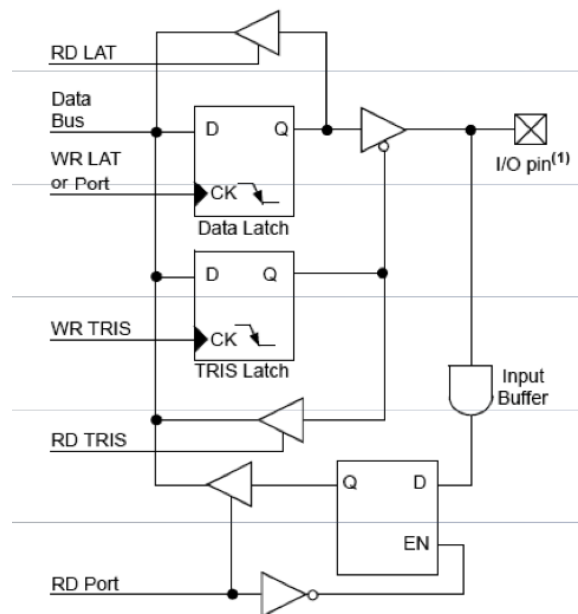 RD LAT
Data
Bus
WR LAT
or Port
D
Q
CK
Data Latch
I/O pin(1)
D
Q
WR TRIS
CK
TRIS Latch
Input
Buffer
RD TRIS
Q
D
EN
RD Port